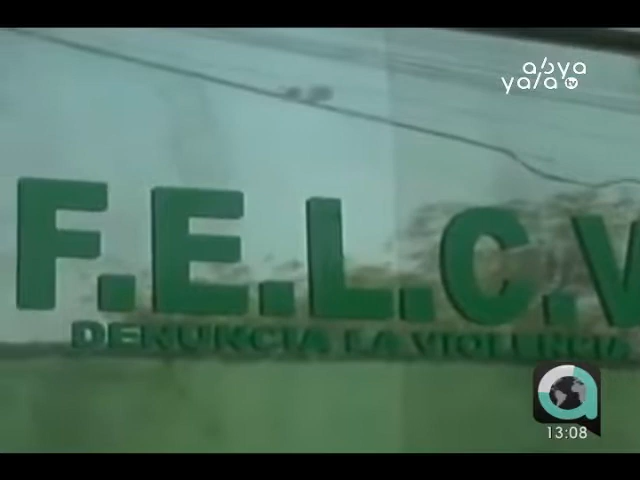 abya
yala tv
F.E.L.C.V
DENUNCIA LA VIOLENCIA
13:08